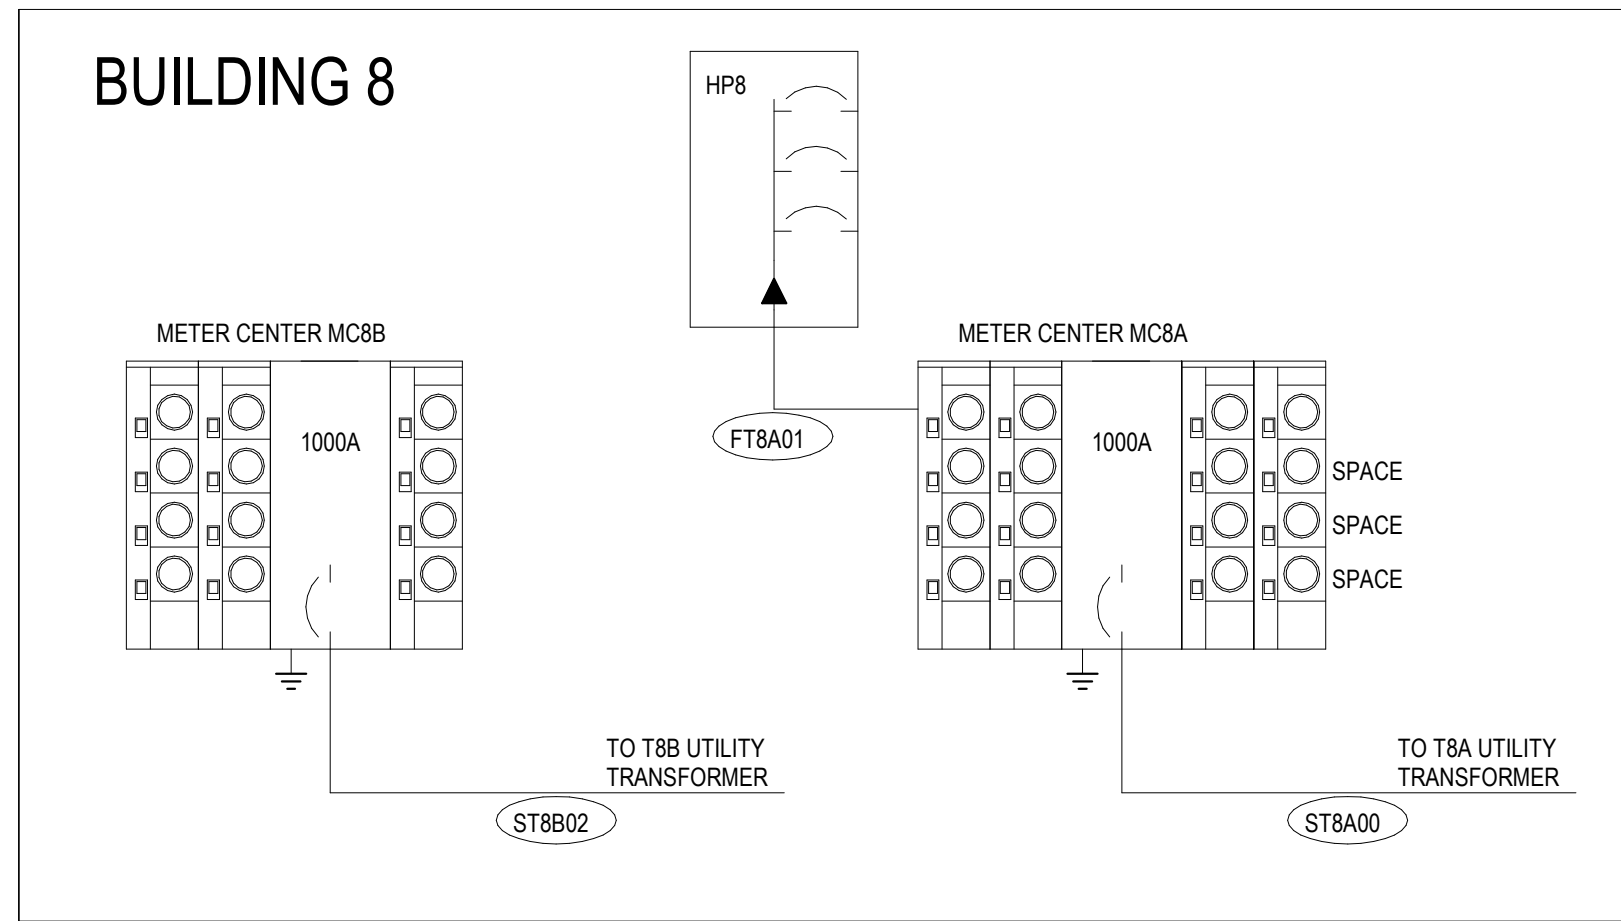 BUILDING 8
HP8
METER CENTER MC8B
METER CENTER MC8A
1000A
FT8A01
1000A
SPACE
SPACE
SPACE
TO T8B UTILITY
TRANSFORMER
TO T8A UTILITY
TRANSFORMER
ST8B02
ST8A00